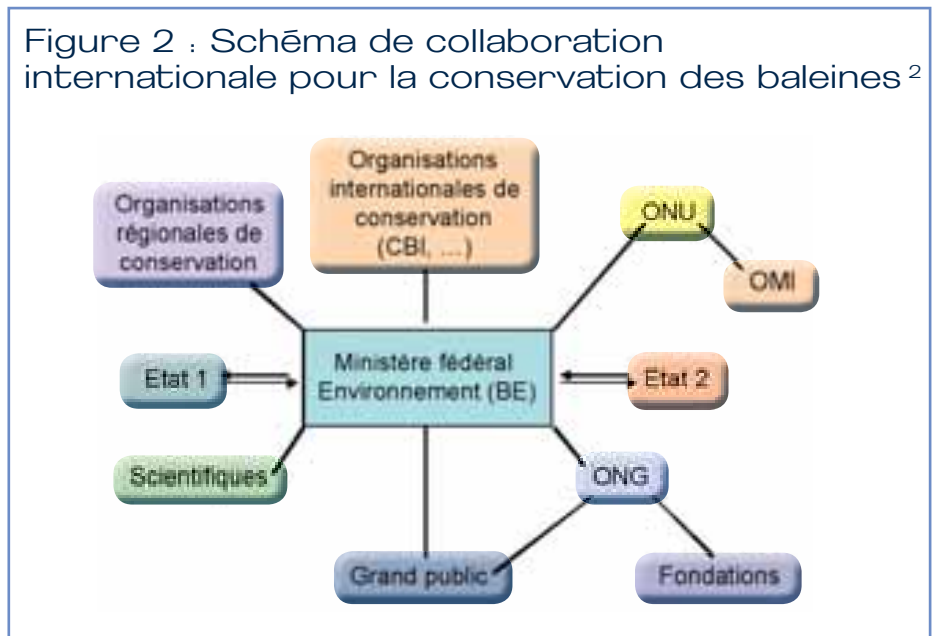 Figure 2 : Schéma de collaboration
internationale pour la conservation des baleines ²
Organisations
internationales de
conservation
(CBI, ...)
Organisations
régionales de
conservation
ONU
OMI
Ministère fédéral
Environnement (BE)
Etat 1
Etat 2
Scientifiques
ONG
Grand public
Fondations